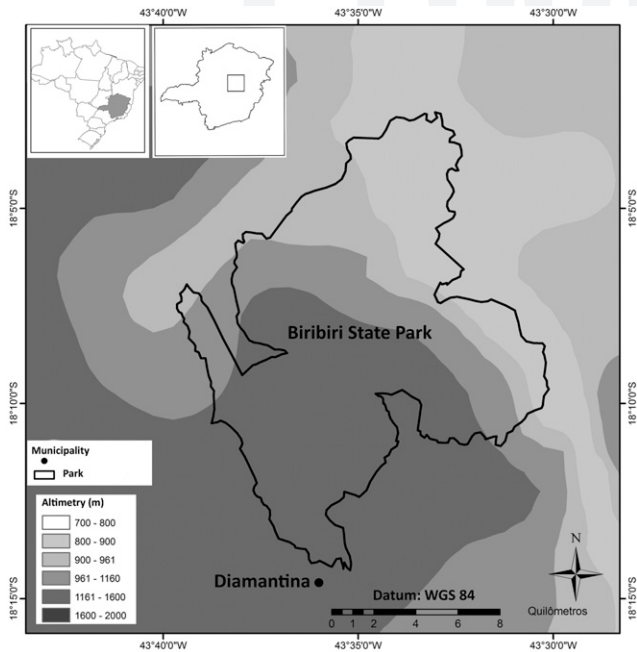 43°40'0"W 43°35'0"W 43°30'0"W
18°5'0"S 18°5'0"S
Biribiri State Park
18°10'0"S 18°10'0"S
Municipality
Park
Altimetry (m)
700 - 800
800 - 900
900 - 961
961 - 1160
1161 - 1600
1600 - 2000
Diamantina
N
Datum: WGS 84
0 1 2 4 6 8
Quilômetros
18°15'0"S 18°15'0"S
43°40'0"W 43°35'0"W 43°30'0"W